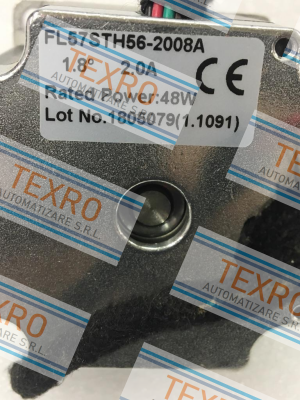 FL57STH56-2008A
1.8° 2.0A
CE
Rated Power:48W
Lot No.1805079(1.1091)
TEXRO
AUTOMATIZARE S.R.L.
TEXRO
AUTOMATIZARE S.R.L.
TEXRO
AUTOMATIZARE S.R.L.
TEXRO